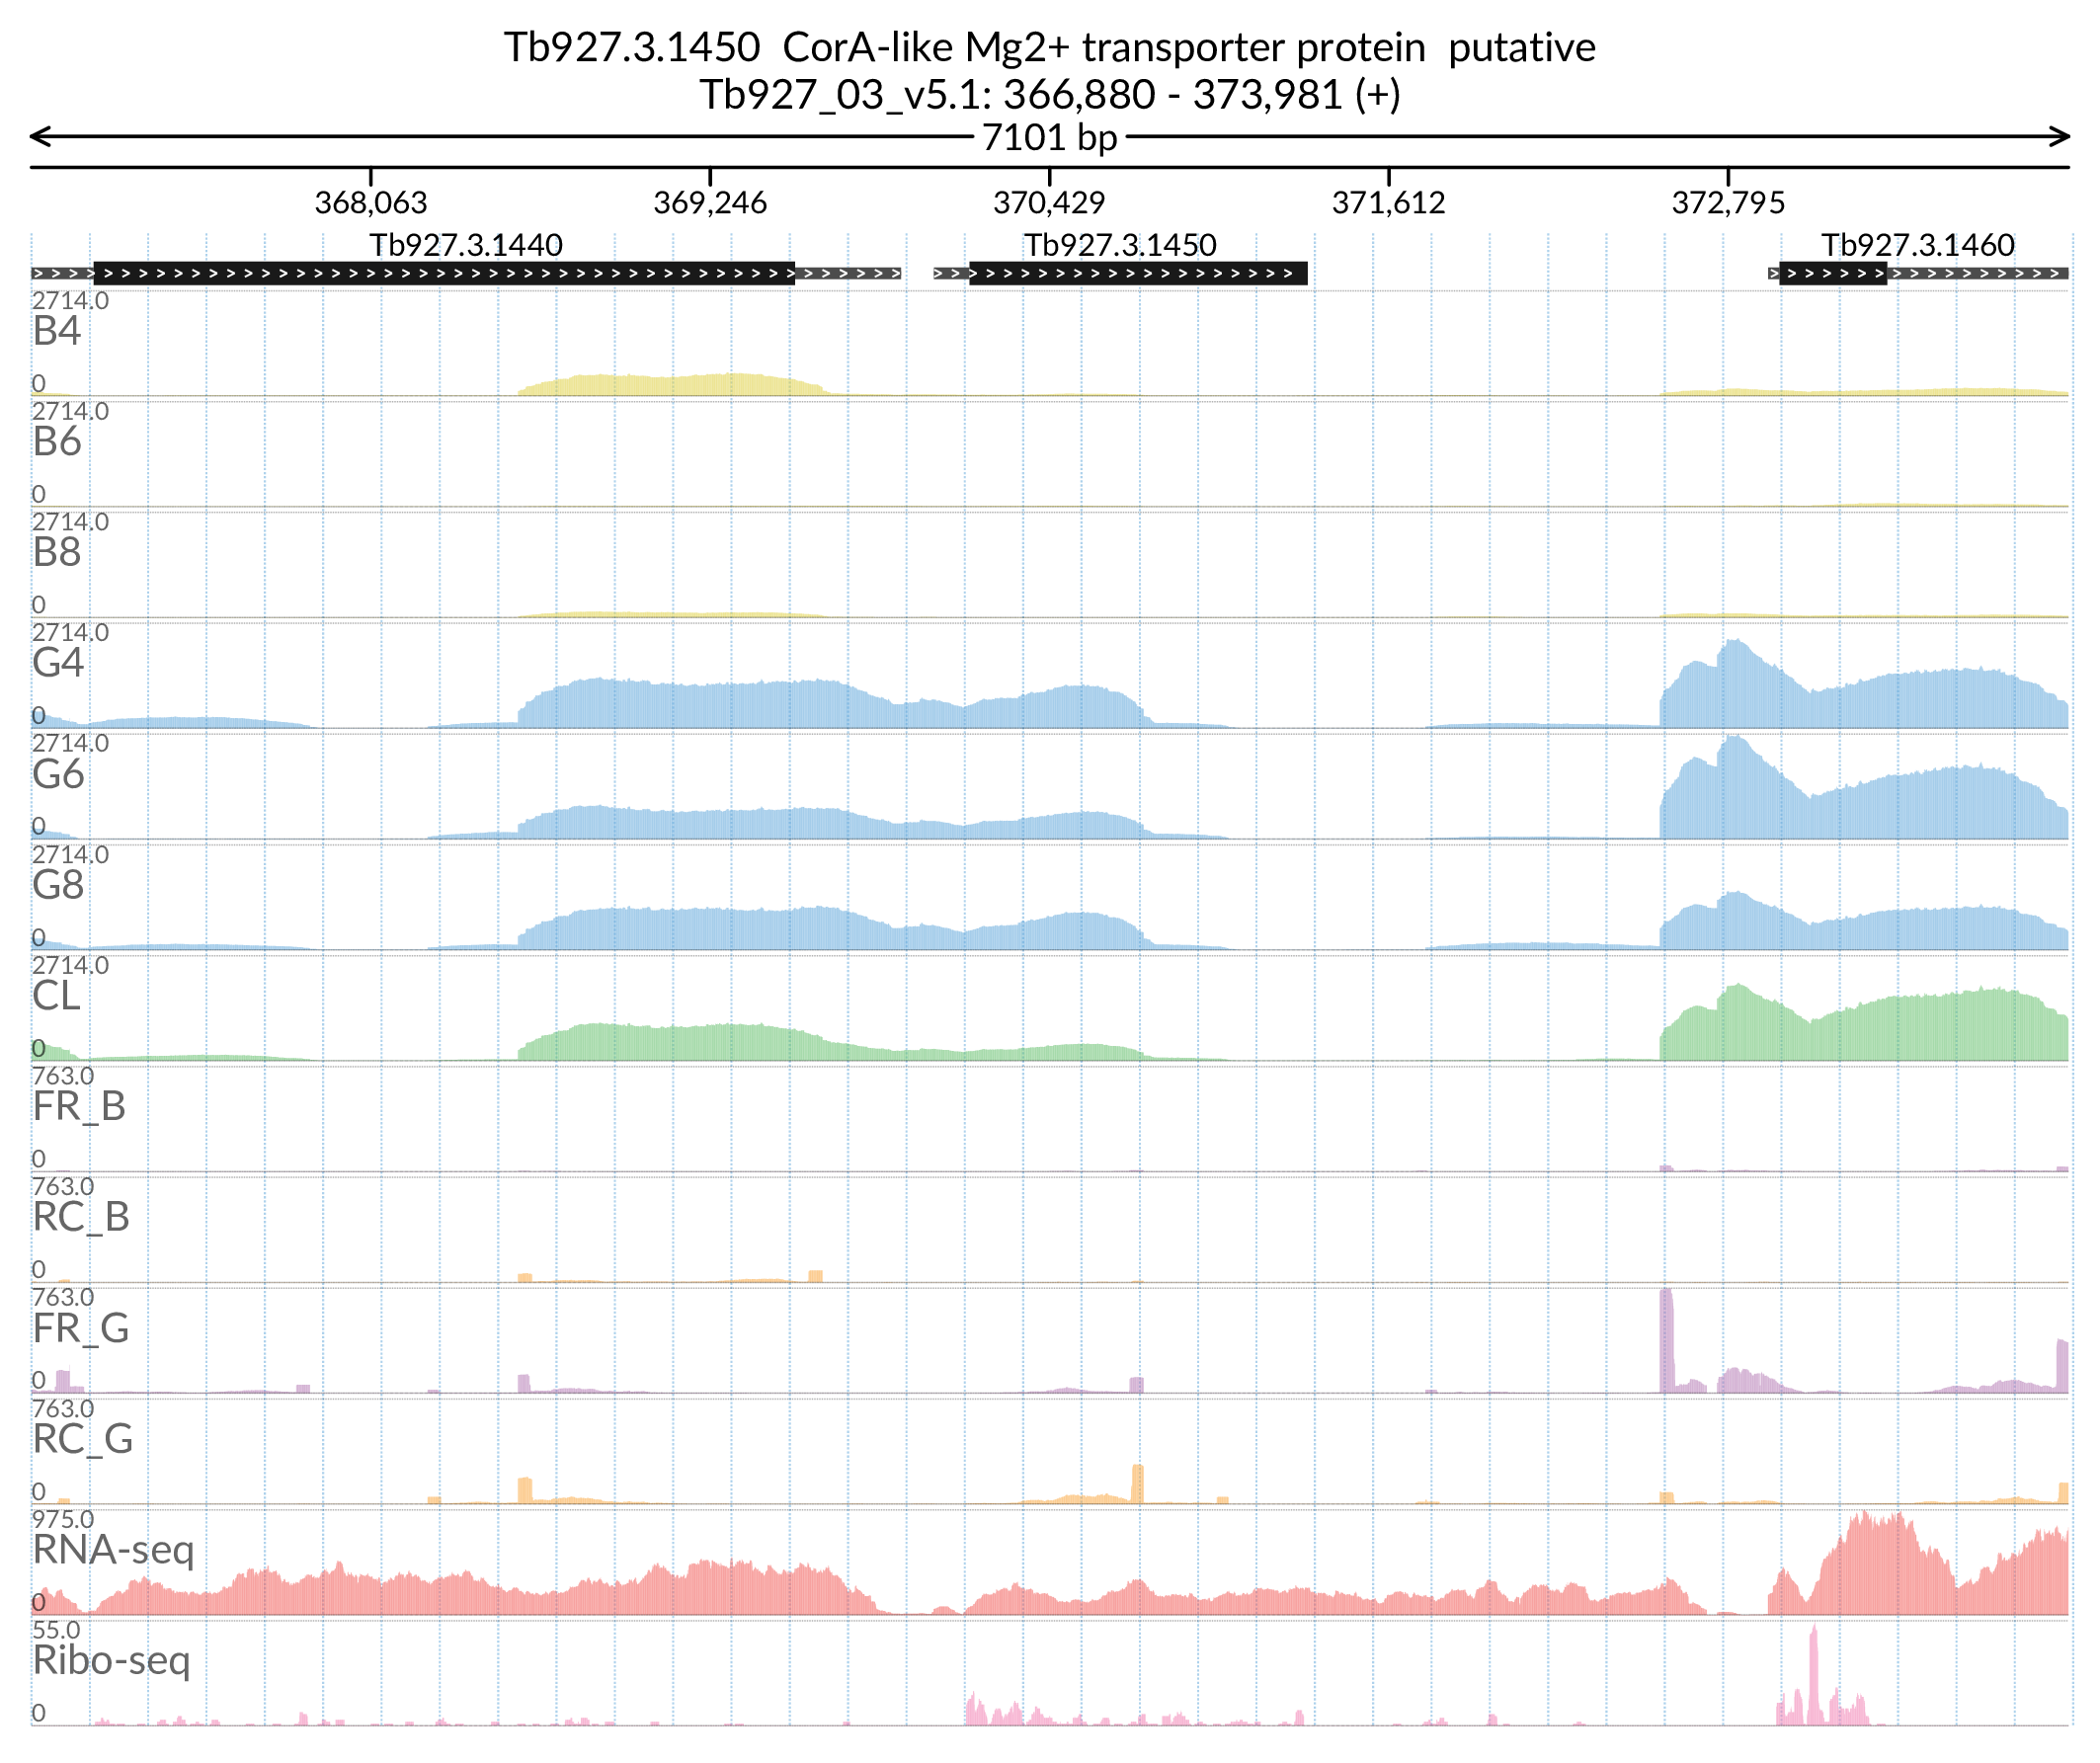 Tb927.3.1450  CorA-like Mg2+ transporter protein  putative
Tb927_03_v5.1: 366,880 - 373,981 (+)
7101 bp
368,063 369,246 370,429 371,612 372,795
Tb927.3.1440 Tb927.3.1450 Tb927.3.1460
2714.0
B4
0
2714.0
B6
0
2714.0
B8
0
2714.0
G4
0
2714.0
G6
0
2714.0
G8
0
2714.0
CL
0
763.0
FR_B
0
763.0
RC_B
0
763.0
FR_G
0
763.0
RC_G
0
975.0
RNA-seq
0
55.0
Ribo-seq
0